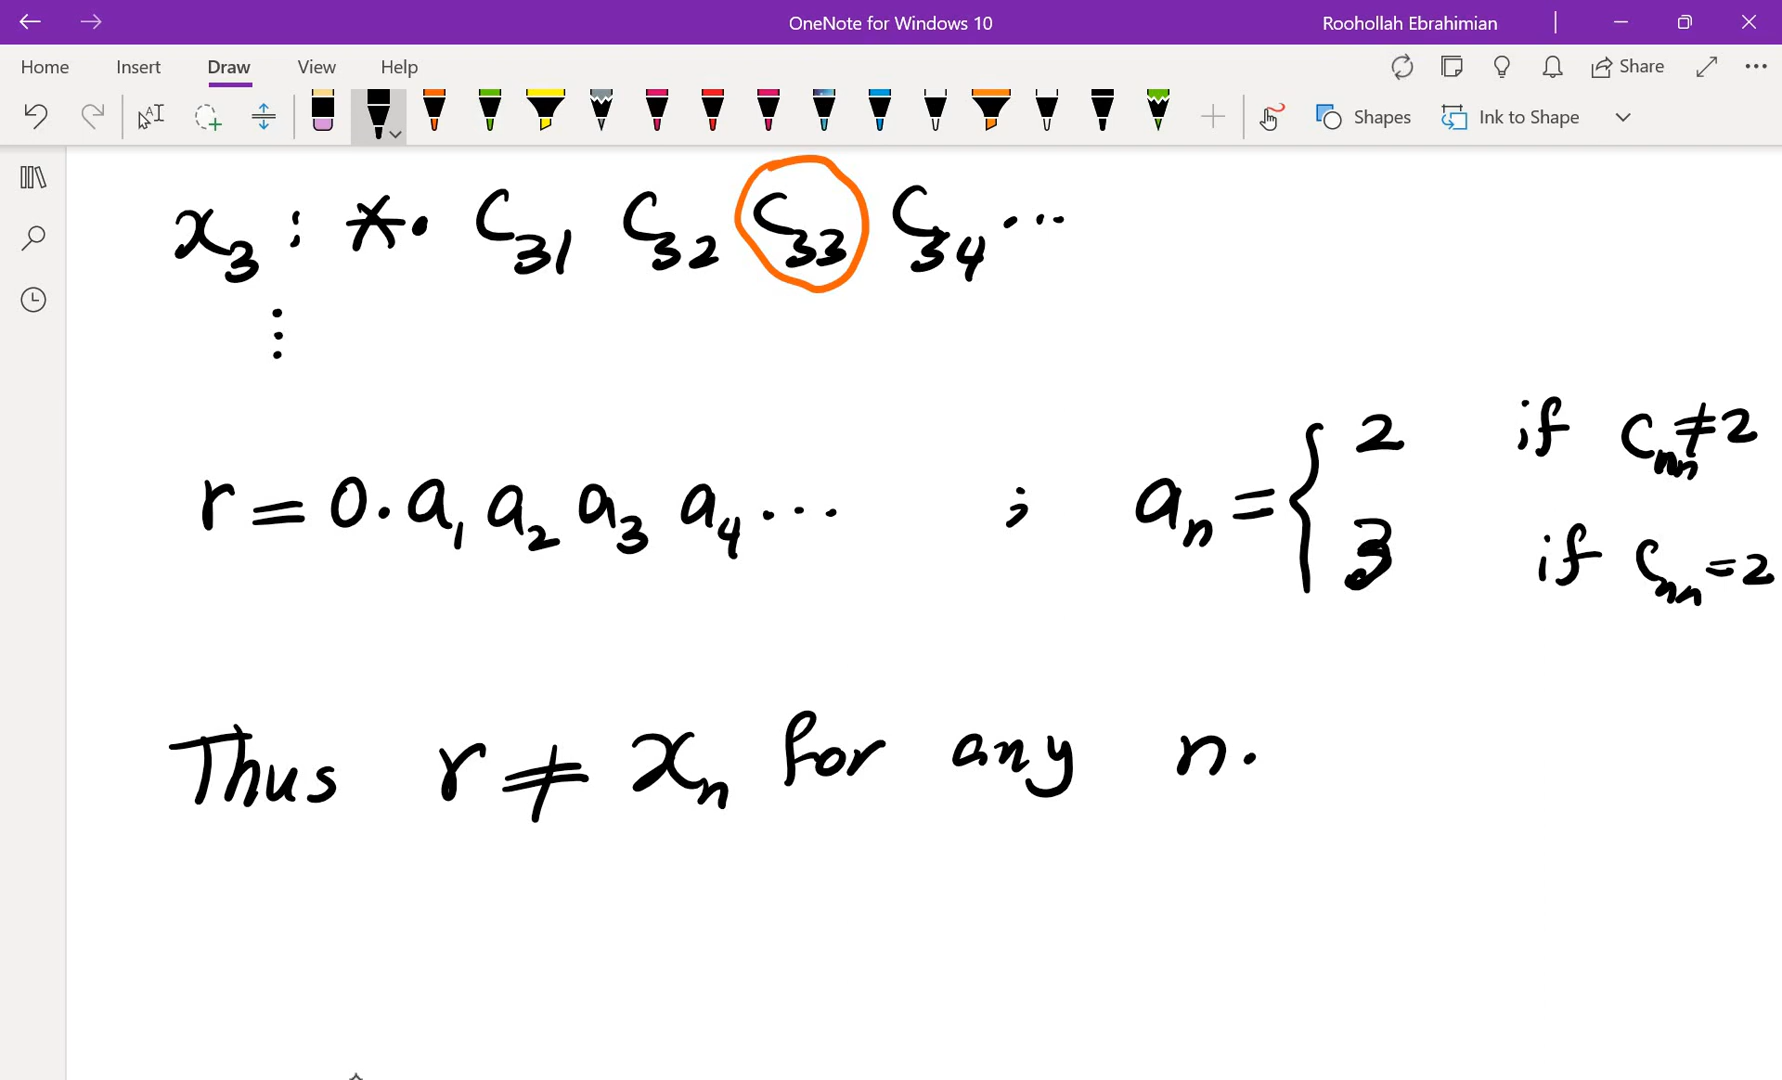 OneNote for Windows 10 Roohollah Ebrahimian
Home Insert Draw View Help Share
Shapes Ink to Shape
x₃ : *. C₃₁ C₃₂ C₃₃ C₃₄ ...
⋮
2 if Cₙₙ≠2
r = 0.a₁ a₂ a₃ a₄ ... ; aₙ = {
3 if Cₙₙ=2
Thus r ≠ xₙ for any n.